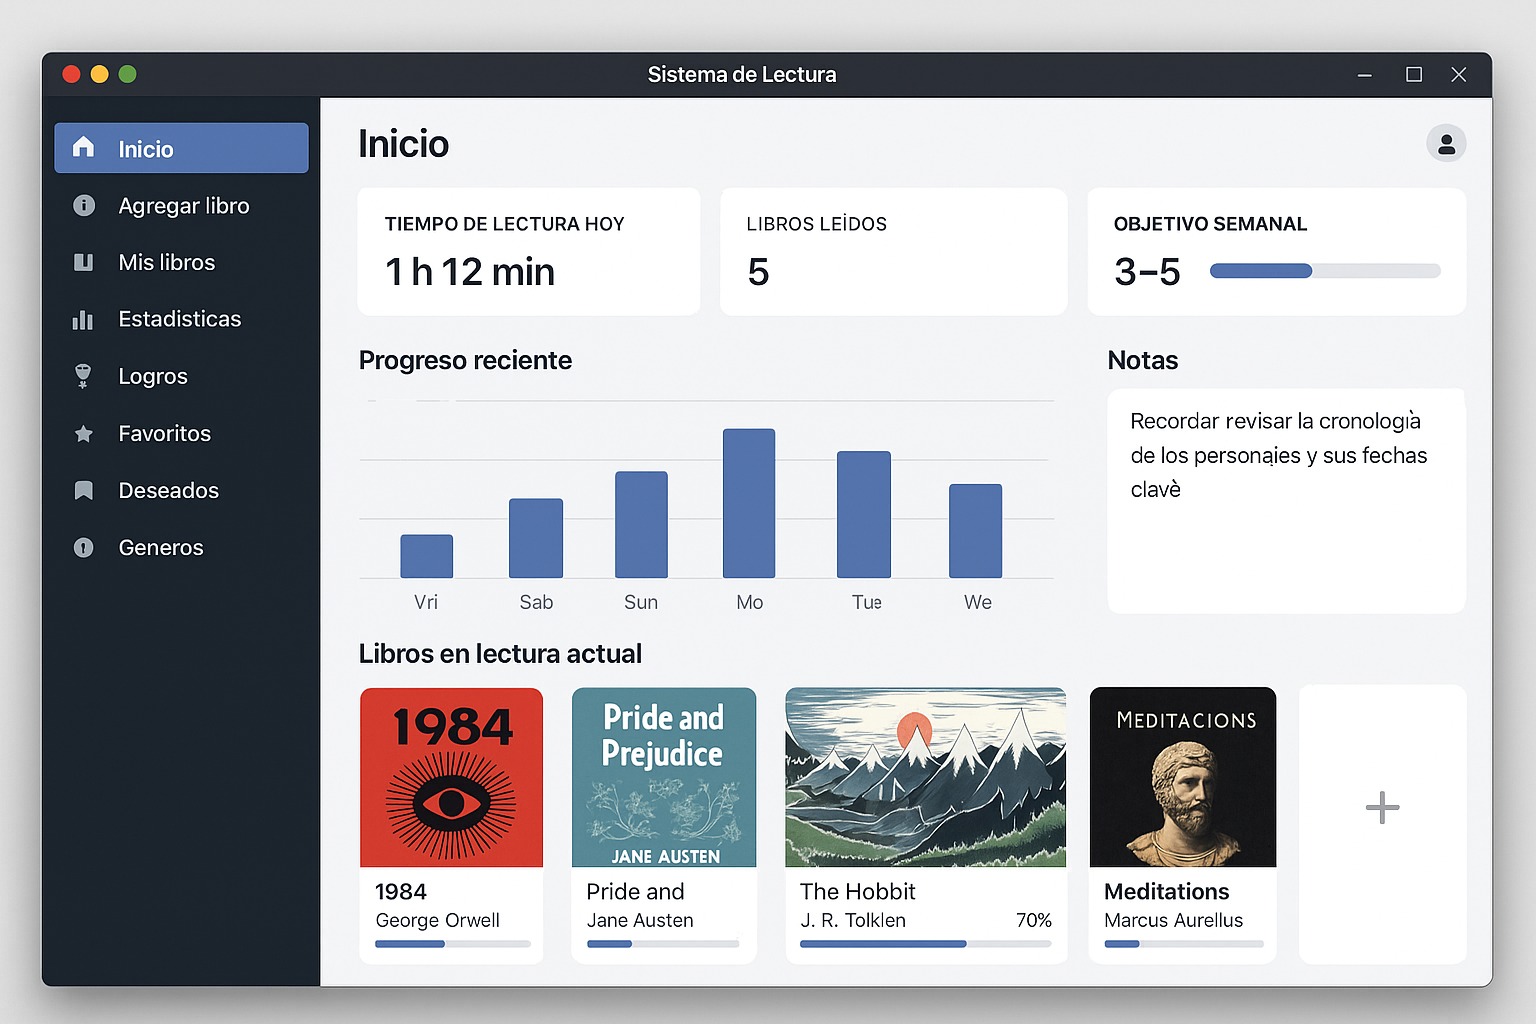 Sistema de Lectura
Inicio
Agregar libro
Mis libros
Estadisticas
Logros
Favoritos
Deseados
Generos
Inicio
TIEMPO DE LECTURA HOY
1 h 12 min
LIBROS LEÍDOS
5
OBJETIVO SEMANAL
3–5
Progreso reciente
Vri
Sab
Sun
Mo
Tue
We
Notas
Recordar revisar la cronologià
de los personajes y sus fechas
clavè
Libros en lectura actual
1984
1984
George Orwell
Pride and
Prejudice
JANE AUSTEN
Pride and
Jane Austen
The Hobbit
J. R. Tolklen
70%
MEDITACIONS
Meditations
Marcus Aurellus